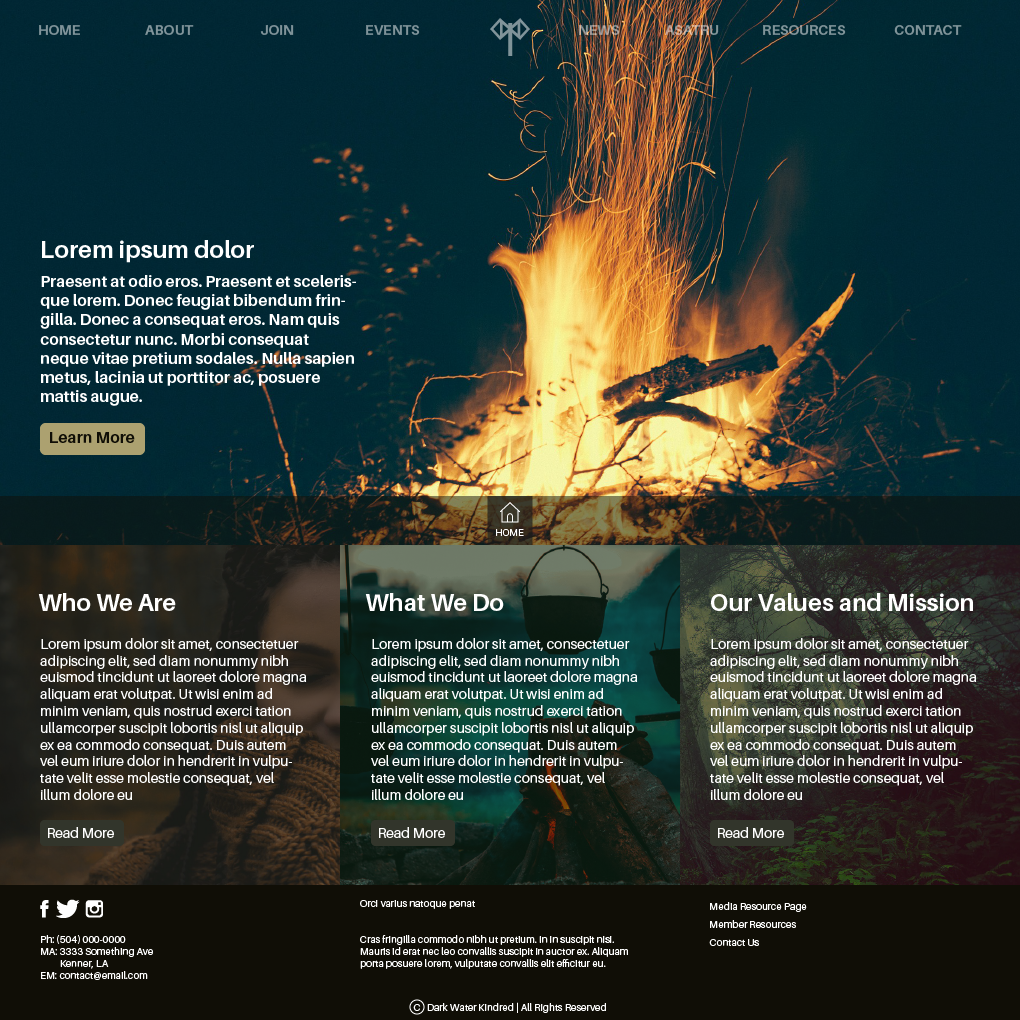 HOME ABOUT JOIN EVENTS NEWS ASATRU RESOURCES CONTACT
Lorem ipsum dolor
Praesent at odio eros. Praesent et sceleris-
que lorem. Donec feugiat bibendum frin-
gilla. Donec a consequat eros. Nam quis
consectetur nunc. Morbi consequat
neque vitae pretium sodales. Nulla sapien
metus, lacinia ut porttitor ac, posuere
mattis augue.
Learn More
HOME
Who We Are
Lorem ipsum dolor sit amet, consectetuer
adipiscing elit, sed diam nonummy nibh
euismod tincidunt ut laoreet dolore magna
aliquam erat volutpat. Ut wisi enim ad
minim veniam, quis nostrud exerci tation
ullamcorper suscipit lobortis nisl ut aliquip
ex ea commodo consequat. Duis autem
vel eum iriure dolor in hendrerit in vulpu-
tate velit esse molestie consequat, vel
illum dolore eu
Read More
What We Do
Lorem ipsum dolor sit amet, consectetuer
adipiscing elit, sed diam nonummy nibh
euismod tincidunt ut laoreet dolore magna
aliquam erat volutpat. Ut wisi enim ad
minim veniam, quis nostrud exerci tation
ullamcorper suscipit lobortis nisl ut aliquip
ex ea commodo consequat. Duis autem
vel eum iriure dolor in hendrerit in vulpu-
tate velit esse molestie consequat, vel
illum dolore eu
Read More
Our Values and Mission
Lorem ipsum dolor sit amet, consectetuer
adipiscing elit, sed diam nonummy nibh
euismod tincidunt ut laoreet dolore magna
aliquam erat volutpat. Ut wisi enim ad
minim veniam, quis nostrud exerci tation
ullamcorper suscipit lobortis nisl ut aliquip
ex ea commodo consequat. Duis autem
vel eum iriure dolor in hendrerit in vulpu-
tate velit esse molestie consequat, vel
illum dolore eu
Read More
Ph: (504) 000-0000
MA: 3333 Something Ave
Kenner, LA
EM: contact@email.com
Orci varius natoque penat
Cras fringilla commodo nibh ut pretium. In in suscipit nisi.
Mauris id erat nec leo convallis suscipit in auctor ex. Aliquam
porta posuere lorem, vulputate convallis elit efficitur eu.
Media Resource Page
Member Resources
Contact Us
© Dark Water Kindred | All Rights Reserved